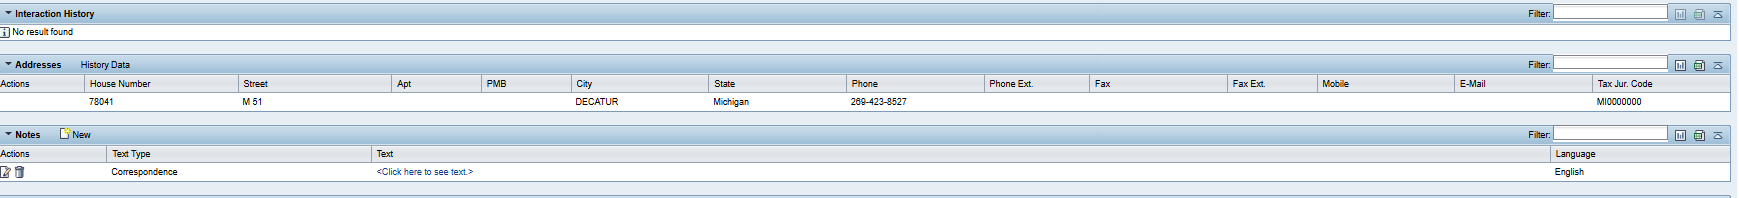 Interaction History Filter:
No result found
Addresses History Data Filter:
Actions House Number Street Apt PMB City State Phone Phone Ext. Fax Fax Ext. Mobile E-Mail Tax Jur. Code
78041 M 51 DECATUR Michigan 269-423-8527 MI0000000
Notes New Filter:
Actions Text Type Text Language
Correspondence <Click here to see text.> English